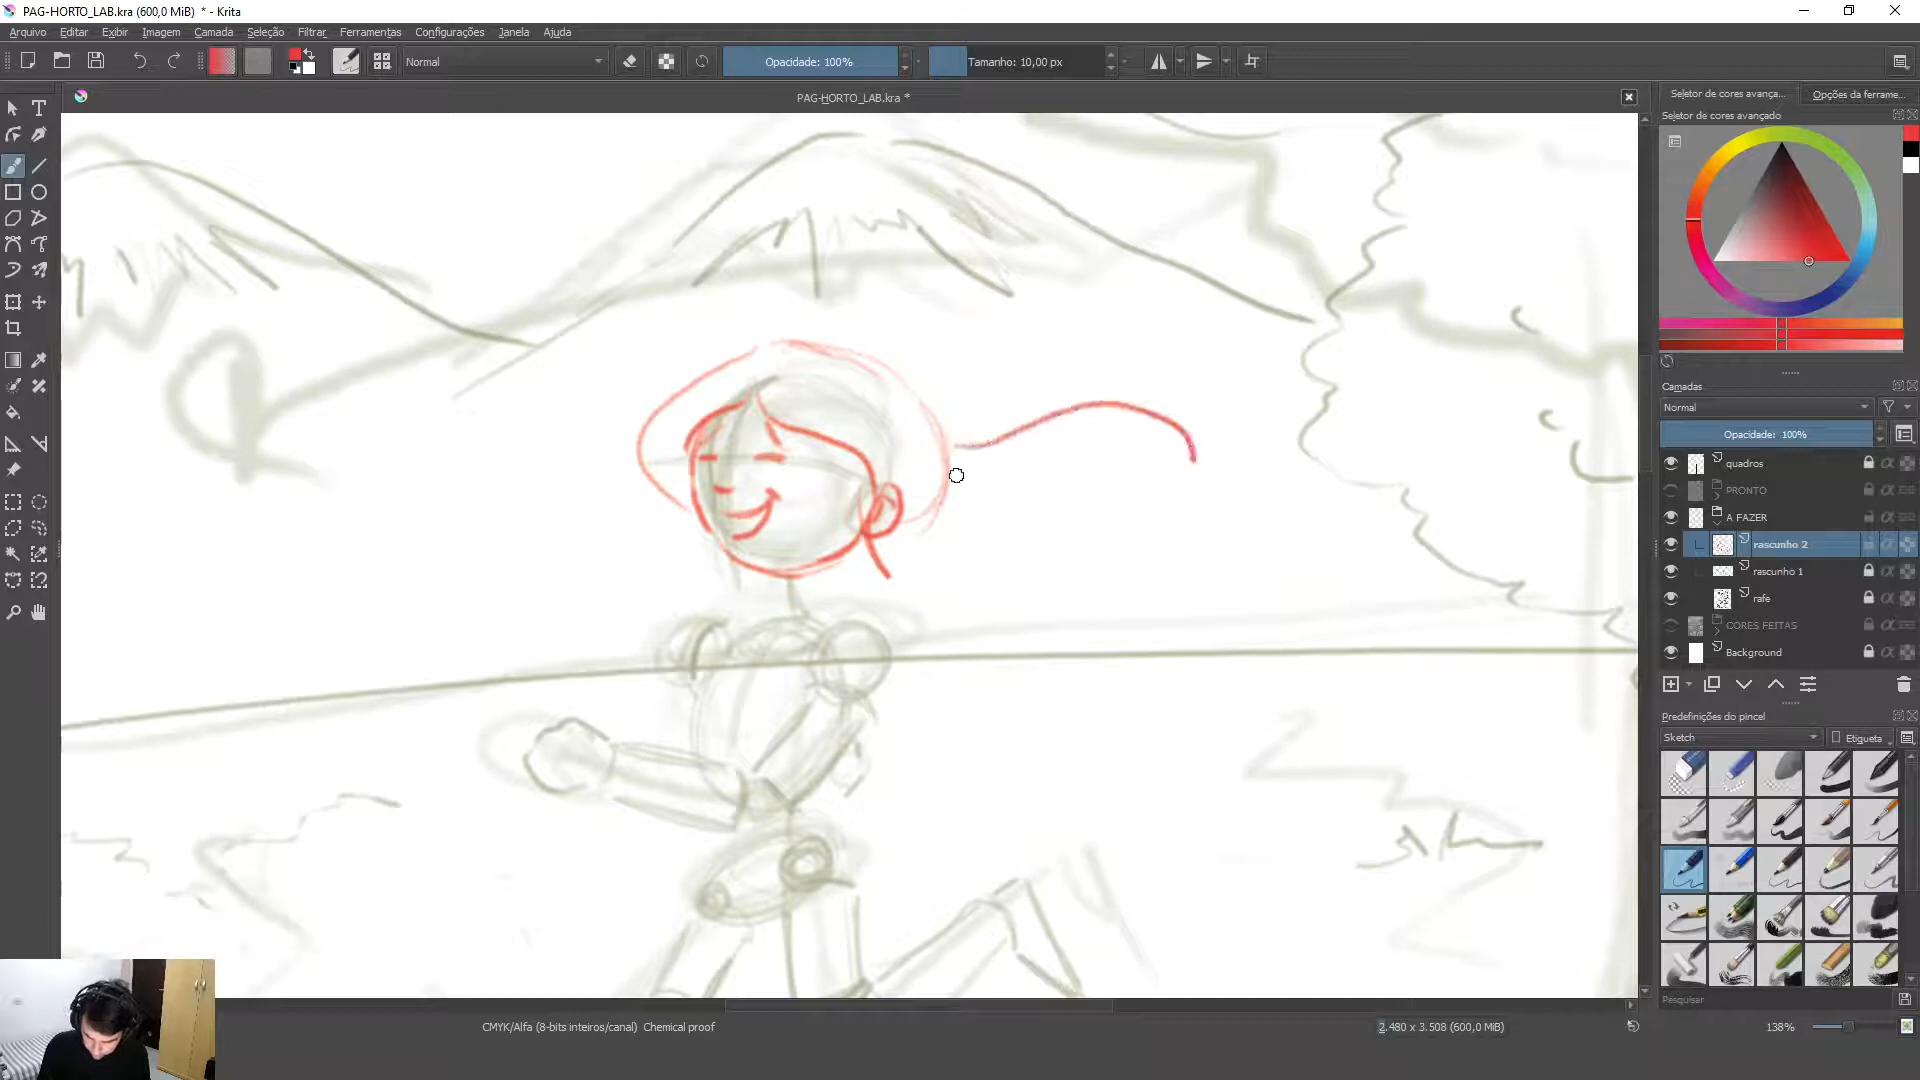 PAG-HORTO_LAB.kra (600,0 MiB) * - Krita
Arquivo Editar Exibir Imagem Camada Seleção Filtrar Ferramentas Configurações Janela Ajuda
Normal Opacidade: 100% Tamanho: 10,00 px
PAG-HORTO_LAB.kra *
Seletor de cores avança... Opções da ferrame...
Seletor de cores avançado
Camadas
Normal
Opacidade: 100%
quadros
PRONTO
A FAZER
rascunho 2
rascunho 1
rafe
CORES FEITAS
Background
Predefinições do pincel
Sketch Etiqueta
Pesquisar
CMYK/Alfa (8-bits inteiros/canal) Chemical proof 2.480 x 3.508 (600,0 MiB) 138%